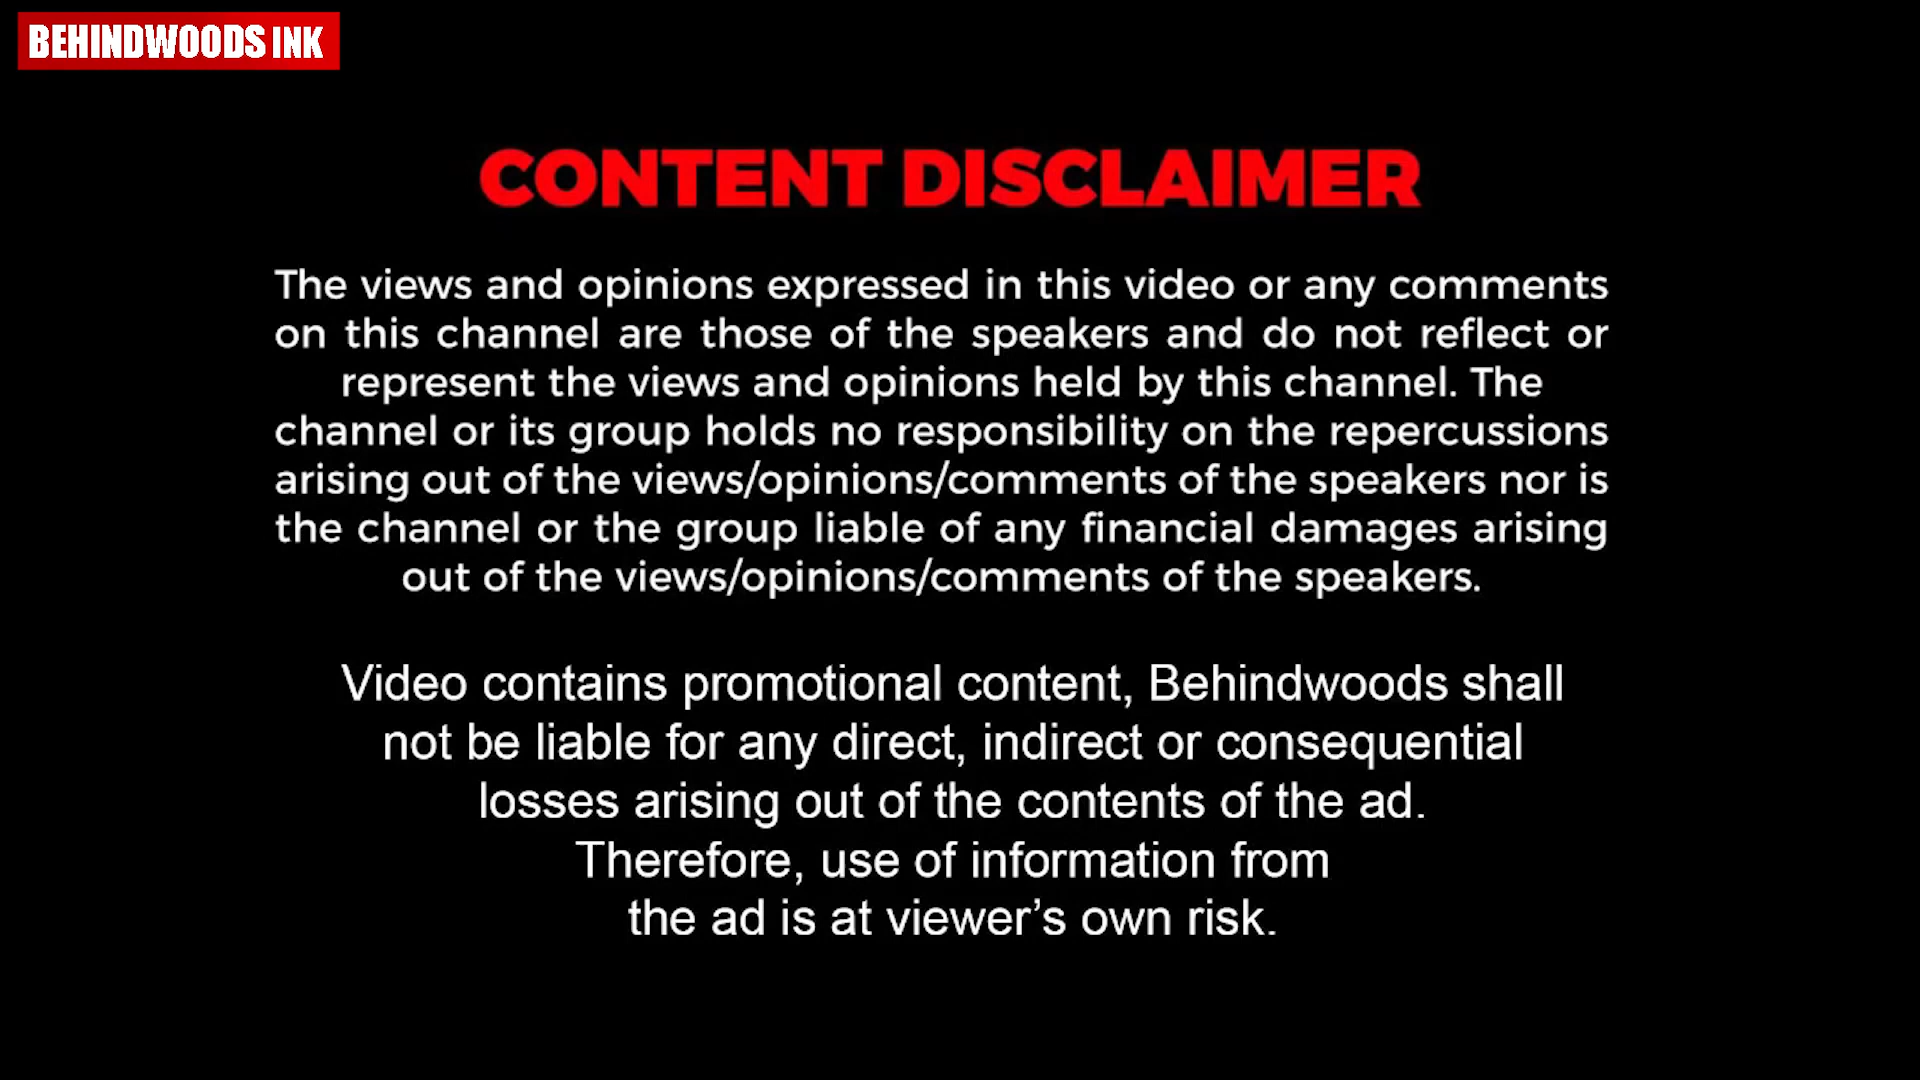 BEHINDWOODS INK
CONTENT DISCLAIMER
The views and opinions expressed in this video or any comments
on this channel are those of the speakers and do not reflect or
represent the views and opinions held by this channel. The
channel or its group holds no responsibility on the repercussions
arising out of the views/opinions/comments of the speakers nor is
the channel or the group liable of any financial damages arising
out of the views/opinions/comments of the speakers.
Video contains promotional content, Behindwoods shall
not be liable for any direct, indirect or consequential
losses arising out of the contents of the ad.
Therefore, use of information from
the ad is at viewer’s own risk.